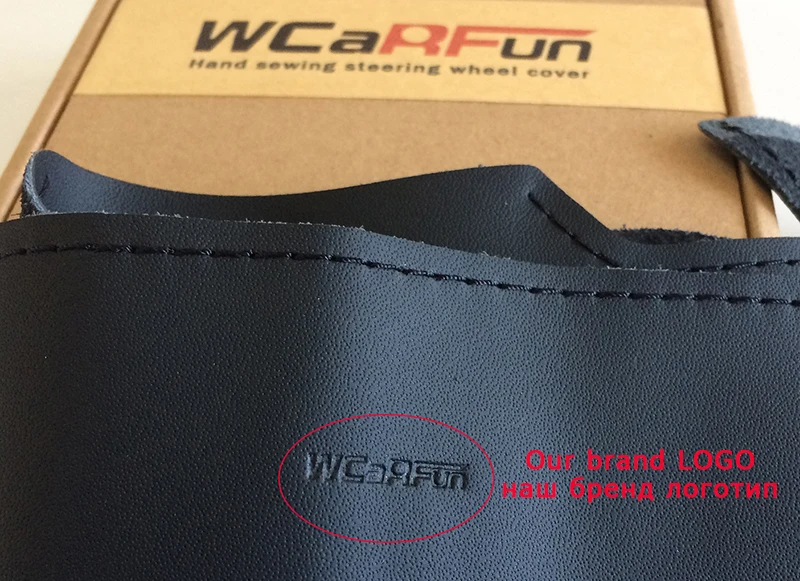 WCaRFun
Hand sewing steering wheel cover
WCaRFun
Our brand LOGO
наш бренд логотип